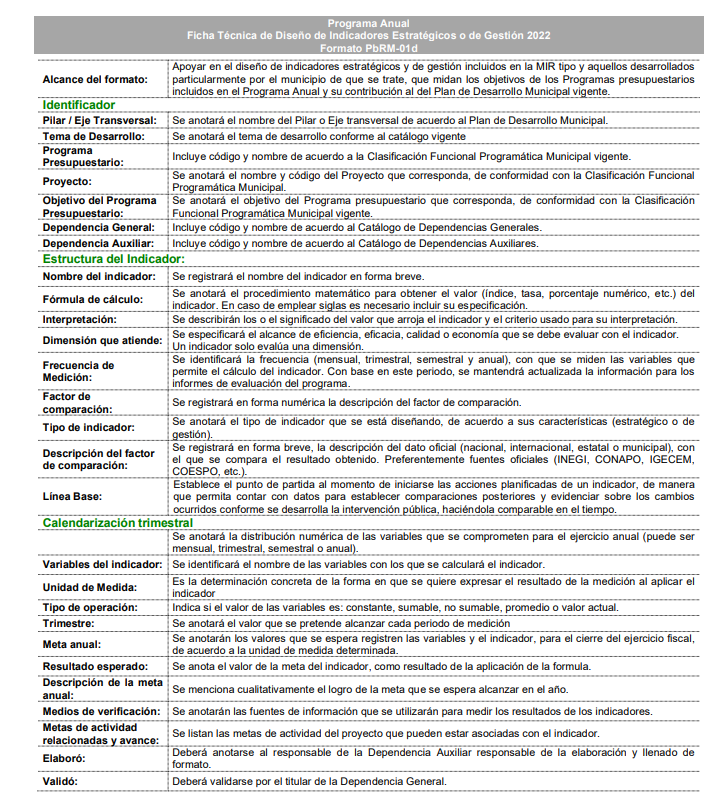 Programa Anual
Ficha Técnica de Diseño de Indicadores Estratégicos o de Gestión 2022
Formato PbRM-01d
Alcance del formato:
Apoyar en el diseño de indicadores estratégicos y de gestión incluidos en la MIR tipo y aquellos desarrollados
particularmente por el municipio de que se trate, que midan los objetivos de los Programas presupuestarios
incluidos en el Programa Anual y su contribución al del Plan de Desarrollo Municipal vigente.
Identificador
Pilar / Eje Transversal: Se anotará el nombre del Pilar o Eje transversal de acuerdo al Plan de Desarrollo Municipal.
Tema de Desarrollo: Se anotará el tema de desarrollo conforme al catálogo vigente
Programa
Presupuestario:
Incluye código y nombre de acuerdo a la Clasificación Funcional Programática Municipal vigente.
Proyecto:
Se anotará el nombre y código del Proyecto que corresponda, de conformidad con la Clasificación Funcional
Programática Municipal.
Objetivo del Programa
Presupuestario:
Se anotará el objetivo del Programa presupuestario que corresponda, de conformidad con la Clasificación
Funcional Programática Municipal vigente.
Dependencia General: Incluye código y nombre de acuerdo al Catálogo de Dependencias Generales.
Dependencia Auxiliar: Incluye código y nombre de acuerdo al Catálogo de Dependencias Auxiliares.
Estructura del Indicador:
Nombre del indicador: Se registrará el nombre del indicador en forma breve.
Fórmula de cálculo:
Se anotará el procedimiento matemático para obtener el valor (índice, tasa, porcentaje numérico, etc.) del
indicador. En caso de emplear siglas es necesario incluir su especificación.
Interpretación: Se describirán los o el significado del valor que arroja el indicador y el criterio usado para su interpretación.
Dimensión que atiende:
Se especificará el alcance de eficiencia, eficacia, calidad o economía que se debe evaluar con el indicador.
Un indicador solo evalúa una dimensión.
Frecuencia de
Medición:
Se identificará la frecuencia (mensual, trimestral, semestral y anual), con que se miden las variables que
permite el cálculo del indicador. Con base en este periodo, se mantendrá actualizada la información para los
informes de evaluación del programa.
Factor de
comparación:
Se registrará en forma numérica la descripción del factor de comparación.
Tipo de indicador:
Se anotará el tipo de indicador que se está diseñando, de acuerdo a sus características (estratégico o de
gestión).
Descripción del factor
de comparación:
Se registrará en forma breve, la descripción del dato oficial (nacional, internacional, estatal o municipal), con
el que se compara el resultado obtenido. Preferentemente fuentes oficiales (INEGI, CONAPO, IGECEM,
COESPO, etc.).
Línea Base:
Establece el punto de partida al momento de iniciarse las acciones planificadas de un indicador, de manera
que permita contar con datos para establecer comparaciones posteriores y evidenciar sobre los cambios
ocurridos conforme se desarrolla la intervención pública, haciéndola comparable en el tiempo.
Calendarización trimestral
Se anotará la distribución numérica de las variables que se comprometen para el ejercicio anual (puede ser
mensual, trimestral, semestral o anual).
Variables del indicador: Se identificará el nombre de las variables con los que se calculará el indicador.
Unidad de Medida:
Es la determinación concreta de la forma en que se quiere expresar el resultado de la medición al aplicar el
indicador
Tipo de operación: Indica si el valor de las variables es: constante, sumable, no sumable, promedio o valor actual.
Trimestre: Se anotará el valor que se pretende alcanzar cada periodo de medición
Meta anual:
Se anotarán los valores que se espera registren las variables y el indicador, para el cierre del ejercicio fiscal,
de acuerdo a la unidad de medida determinada.
Resultado esperado: Se anota el valor de la meta del indicador, como resultado de la aplicación de la formula.
Descripción de la meta
anual:
Se menciona cualitativamente el logro de la meta que se espera alcanzar en el año.
Medios de verificación: Se anotarán las fuentes de información que se utilizarán para medir los resultados de los indicadores.
Metas de actividad
relacionadas y avance:
Se listan las metas de actividad del proyecto que pueden estar asociadas con el indicador.
Elaboró:
Deberá anotarse al responsable de la Dependencia Auxiliar responsable de la elaboración y llenado de
formato.
Validó: Deberá validarse por el titular de la Dependencia General.